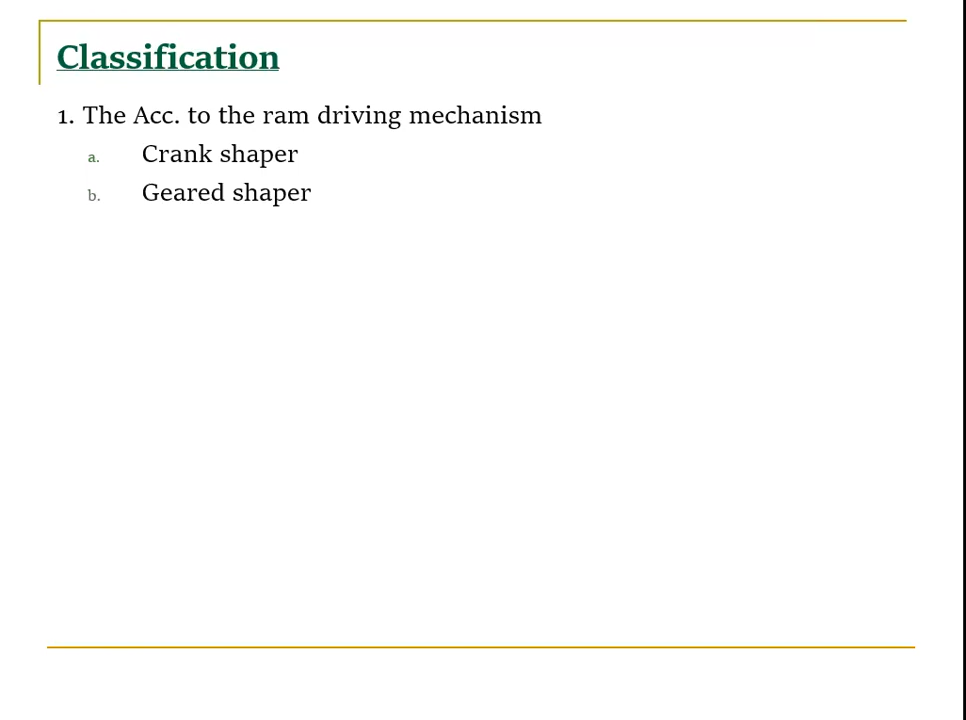 Classification
1. The Acc. to the ram driving mechanism
a. Crank shaper
b. Geared shaper